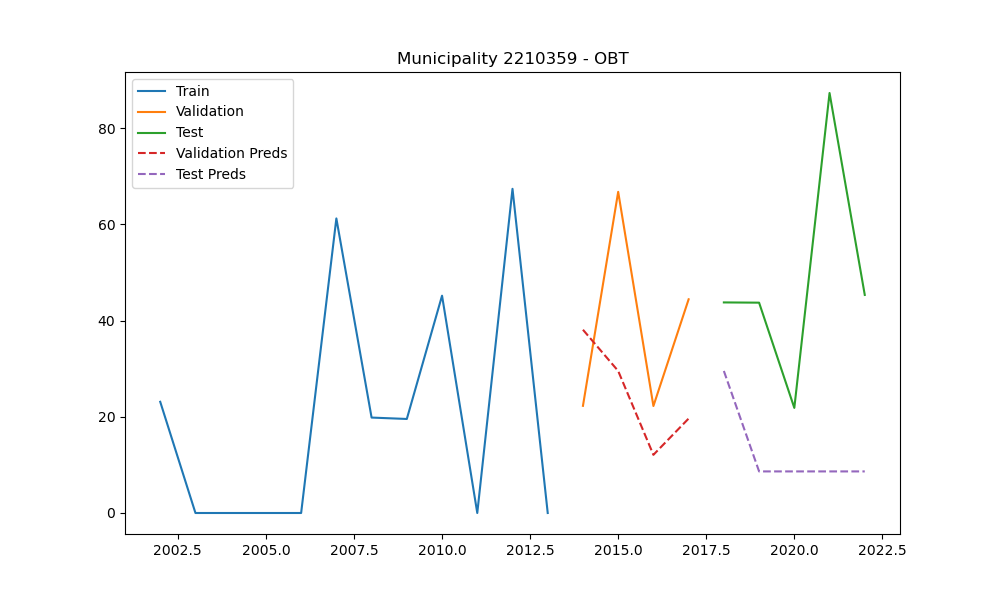 Municipality 2210359 - OBT
Train
Validation
Test
Validation Preds
Test Preds
80
60
40
20
0
2002.5 2005.0 2007.5 2010.0 2012.5 2015.0 2017.5 2020.0 2022.5